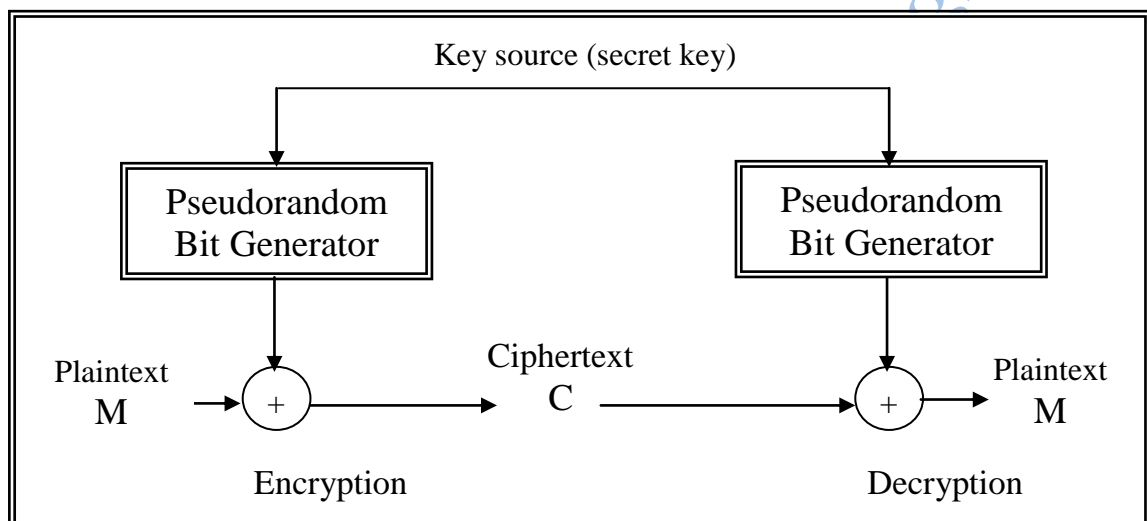 Key source (secret key)
Pseudorandom
Bit Generator
Pseudorandom
Bit Generator
Plaintext
M
+
Ciphertext
C
+
Plaintext
M
Encryption
Decryption